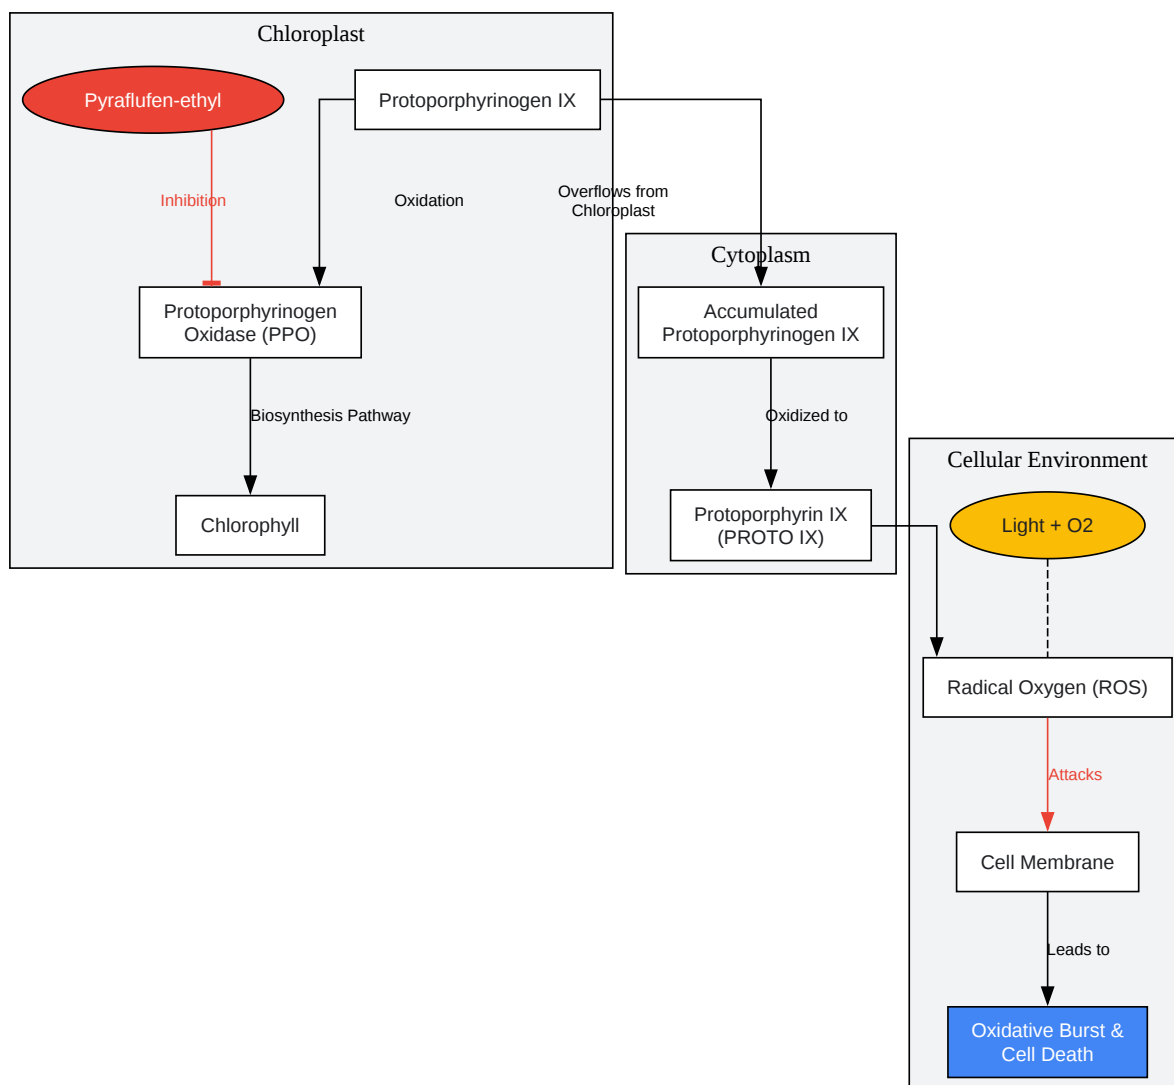 Chloroplast
Pyraflufen-ethyl
Protoporphyrinogen IX
Inhibition
Oxidation
Overflows from
Chloroplast
Cytoplasm
Protoporphyrinogen
Oxidase (PPO)
Accumulated
Protoporphyrinogen IX
Biosynthesis Pathway
Oxidized to
Cellular Environment
Chlorophyll
Protoporphyrin IX
(PROTO IX)
Light + O2
Radical Oxygen (ROS)
Attacks
Cell Membrane
Leads to
Oxidative Burst &
Cell Death